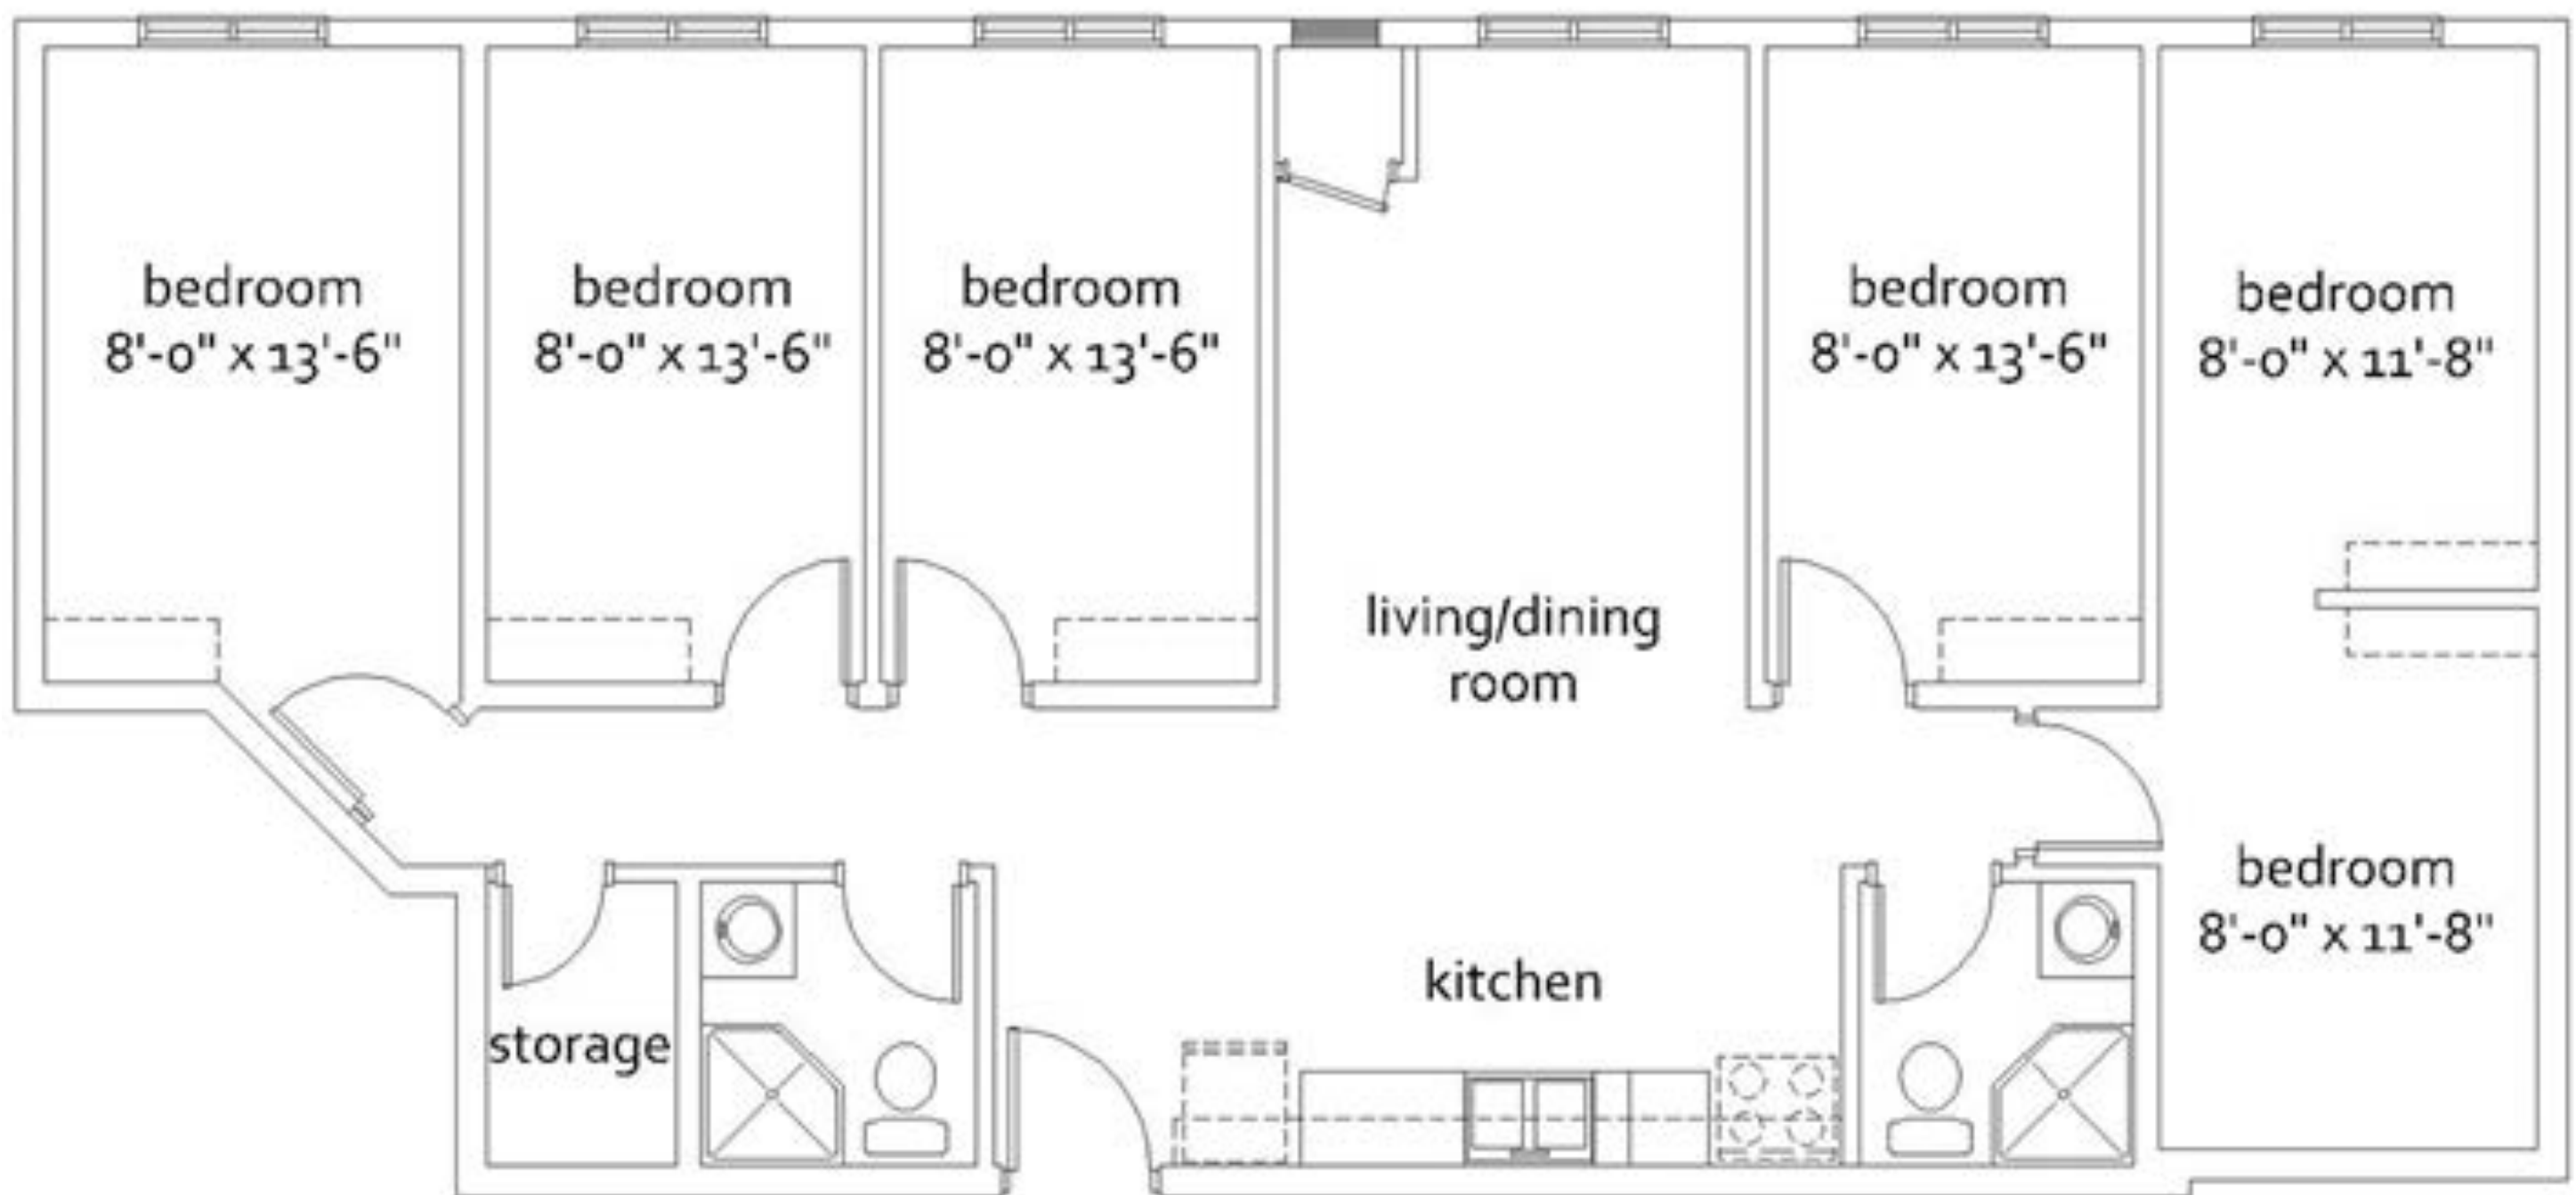 bedroom
8'-0" x 13'-6"
bedroom
8'-0" x 13'-6"
bedroom
8'-0" x 13'-6"
bedroom
8'-0" x 13'-6"
bedroom
8'-0" x 11'-8"
living/dining
room
bedroom
8'-0" x 11'-8"
kitchen
storage